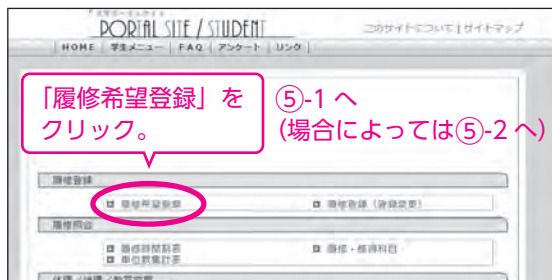 PORTAL SITE / STUDENT
このサイトについて | サイトマップ
| HOME | 学生メニュー | FAQ | アンケート | リンク |
「履修希望登録」を
クリック。
⑤-1 へ
(場合によっては⑤-2 へ)
履修登録
履修希望登録
履修登録（登録変更）
履修照会
履修時間割表
履修・修得科目
単位数集計表